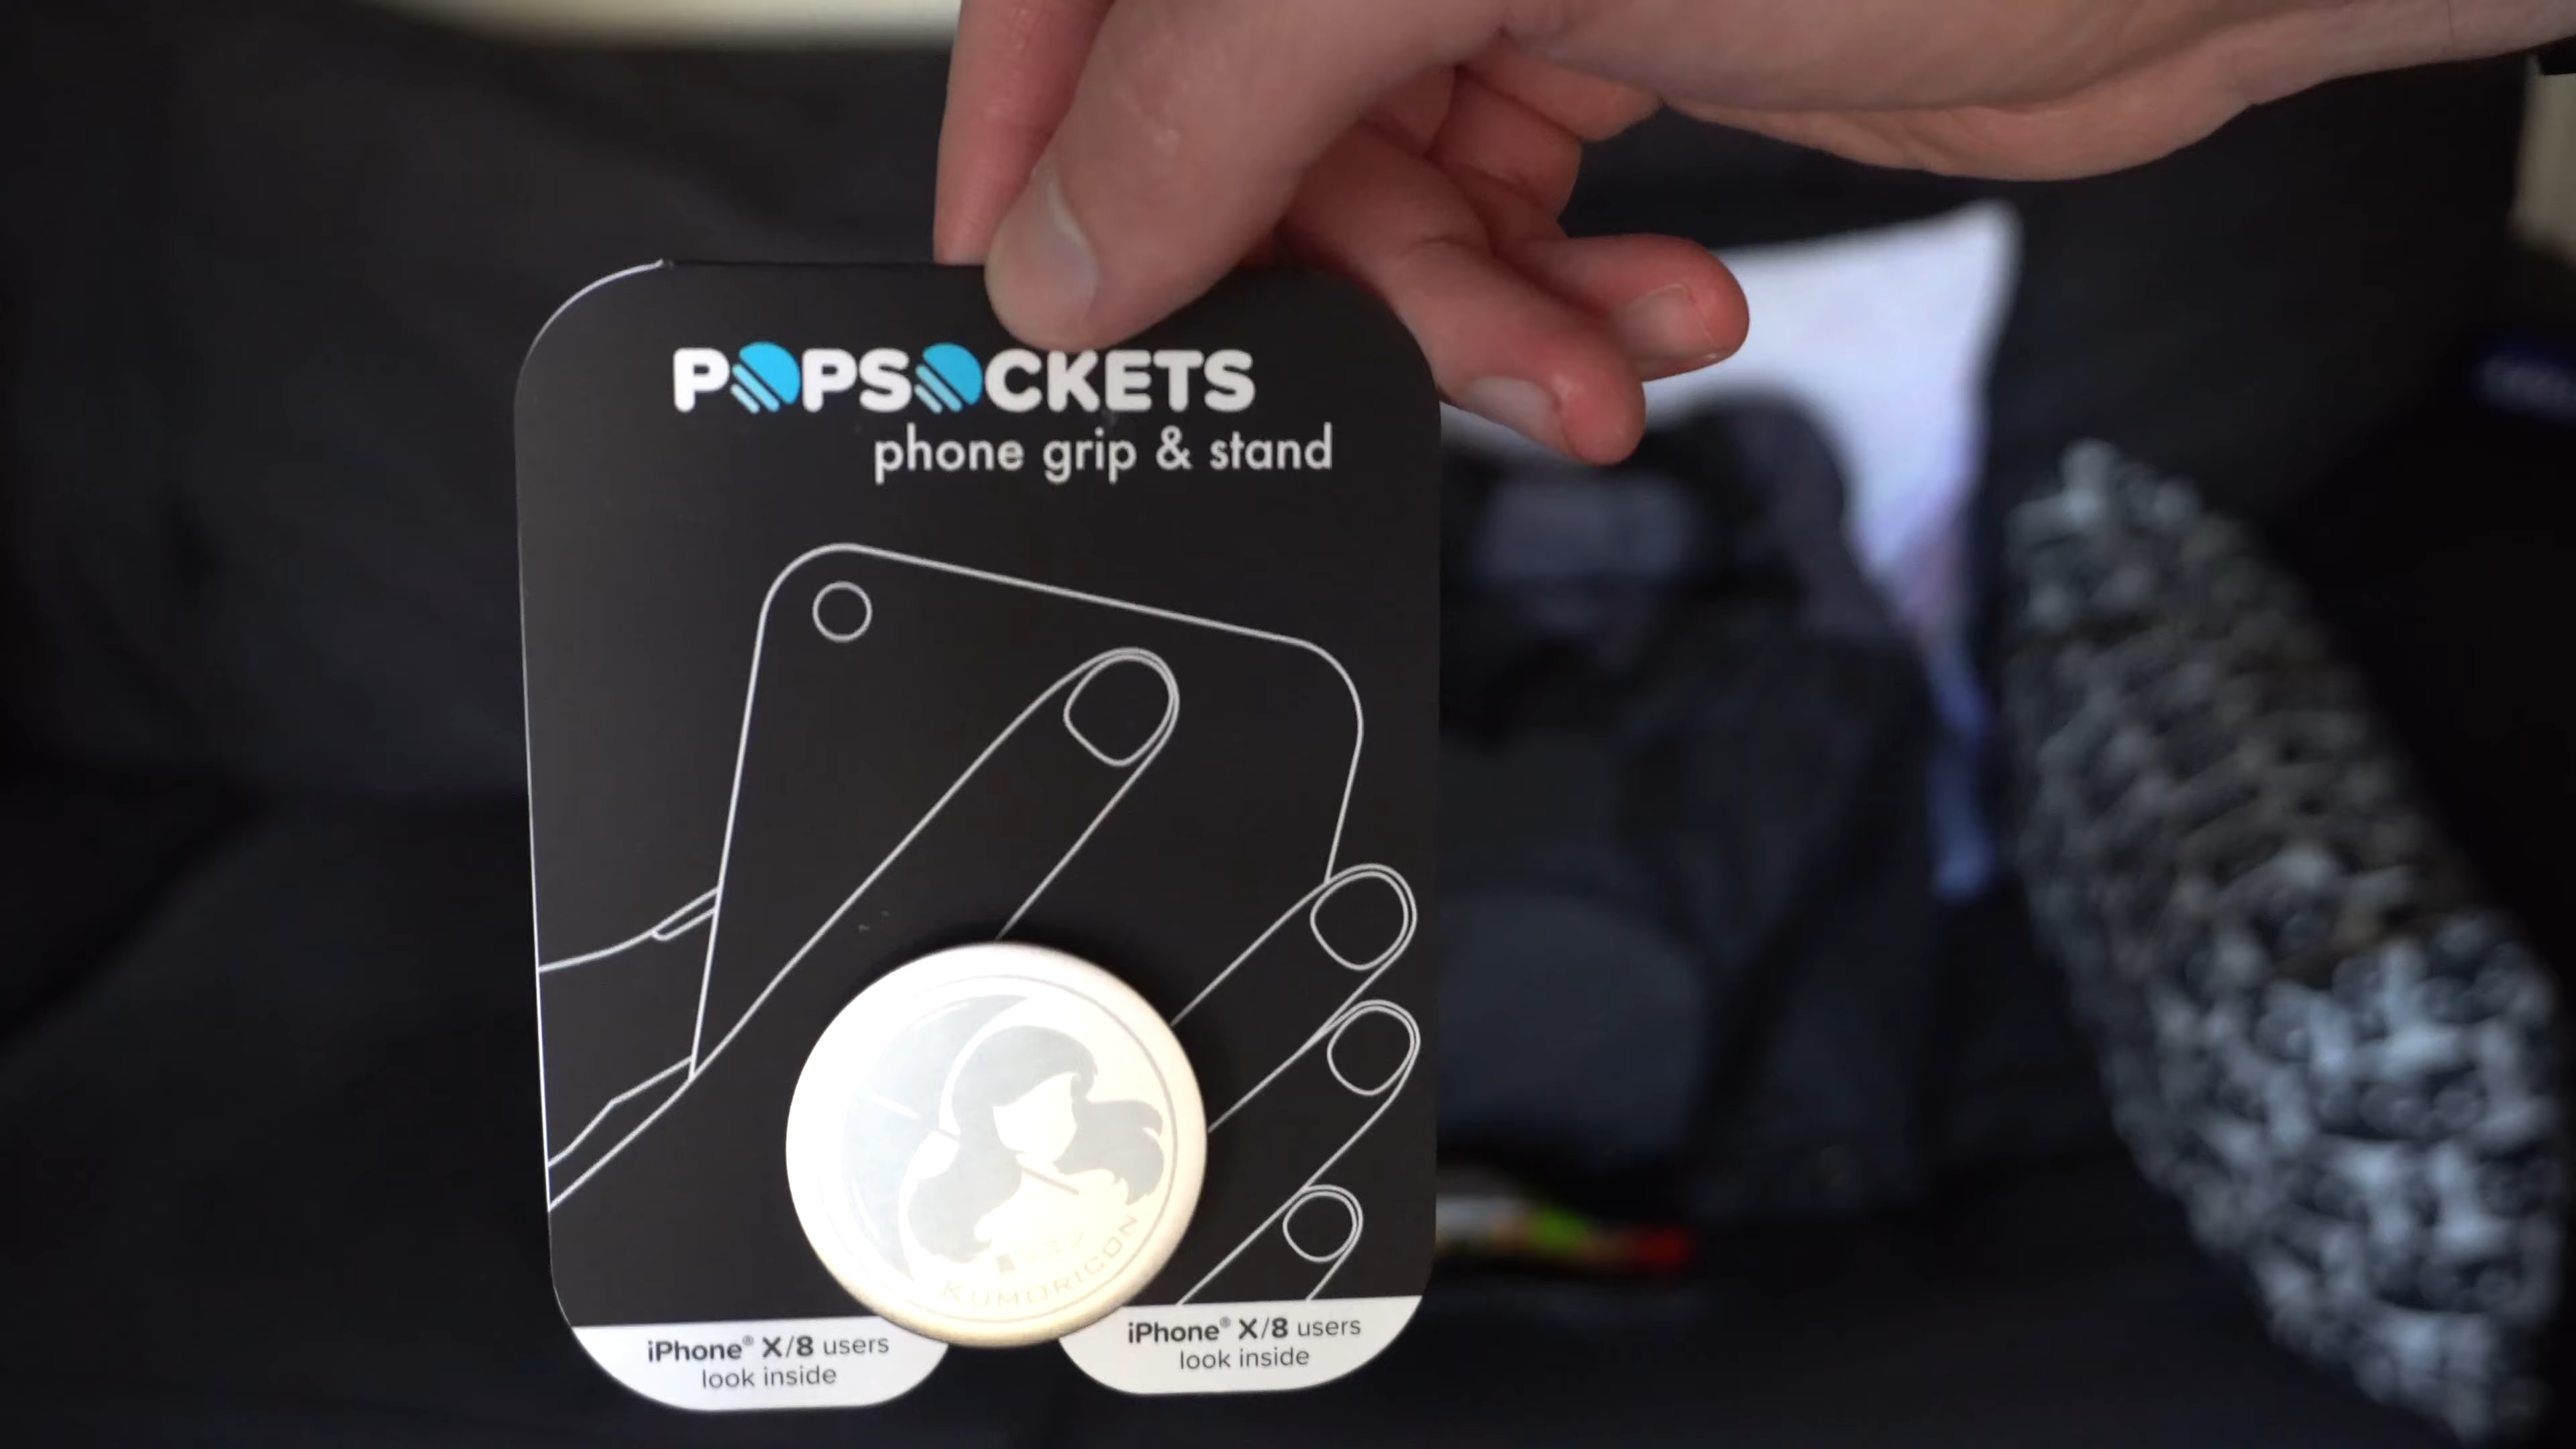 POPSOCKETS
phone grip & stand
KUMORICON
iPhone® X/8 users
look inside
iPhone® X/8 users
look inside